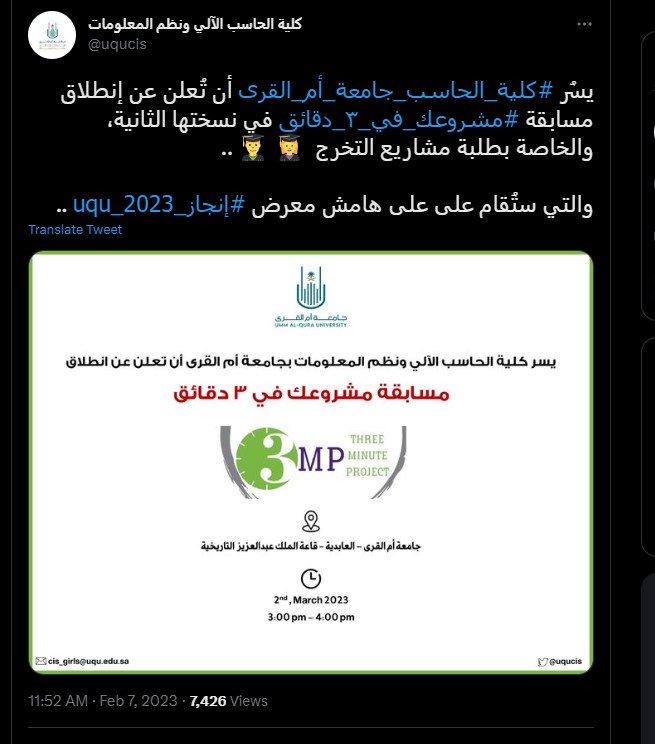 كلية الحاسب الآلي ونظم المعلومات
@uqucis
يسُر #كلية_الحاسب_جامعة_أم_القرى أن تُعلن عن إنطلاق
مسابقة #مشروعك_في_٣_دقائق في نسختها الثانية،
والخاصة بطلبة مشاريع التخرج 👩‍🎓 👨‍🎓 ..
والتي ستُقام على على هامش معرض #إنجاز_uqu_2023 ..
Translate Tweet
جامعة أم القرى
UMM AL-QURA UNIVERSITY
يسر كلية الحاسب الآلي ونظم المعلومات بجامعة أم القرى أن تعلن عن انطلاق
مسابقة مشروعك في ٣ دقائق
3MP THREE MINUTE PROJECT
جامعة أم القرى - العابدية - قاعة الملك عبدالعزيز التاريخية
2nd, March 2023
3:00 pm – 4:00 pm
cis_girls@uqu.edu.sa
@uqucis
11:52 AM · Feb 7, 2023 · 7,426 Views